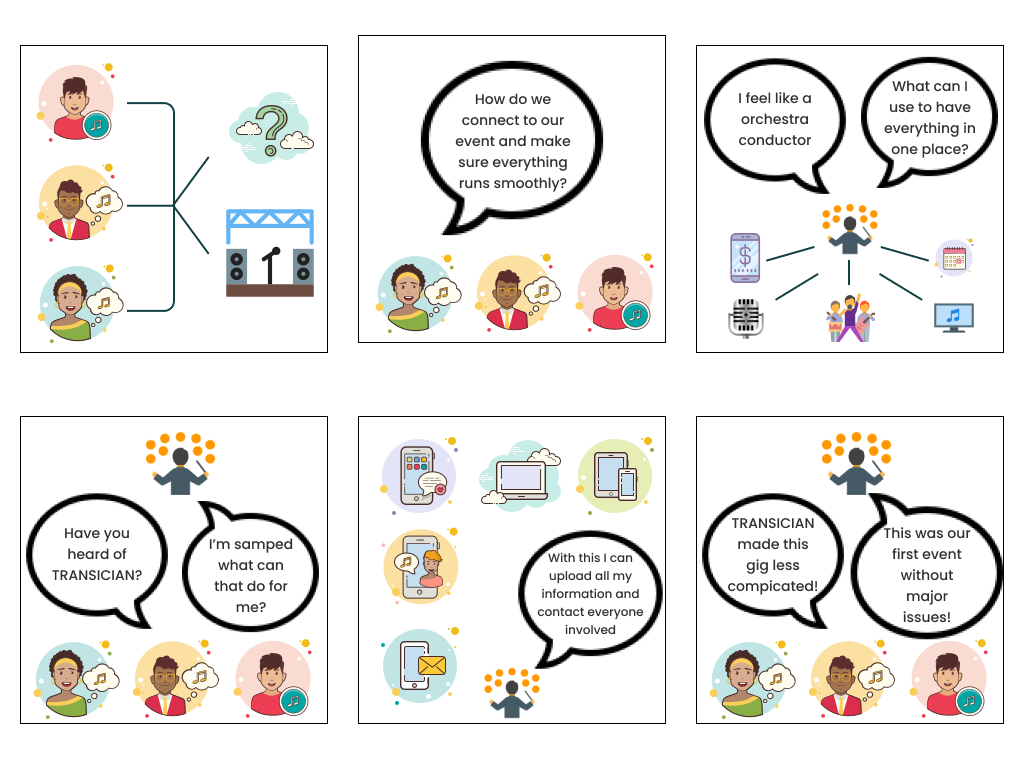 How do we
connect to our
event and make
sure everything
runs smoothly?
I feel like a
orchestra
conductor
What can I
use to have
everything in
one place?
Have you
heard of
TRANSICIAN?
I'm samped
what can
that do for
me?
With this I can
upload all my
information and
contact everyone
involved
TRANSICIAN
made this
gig less
compicated!
This was our
first event
without
major
issues!